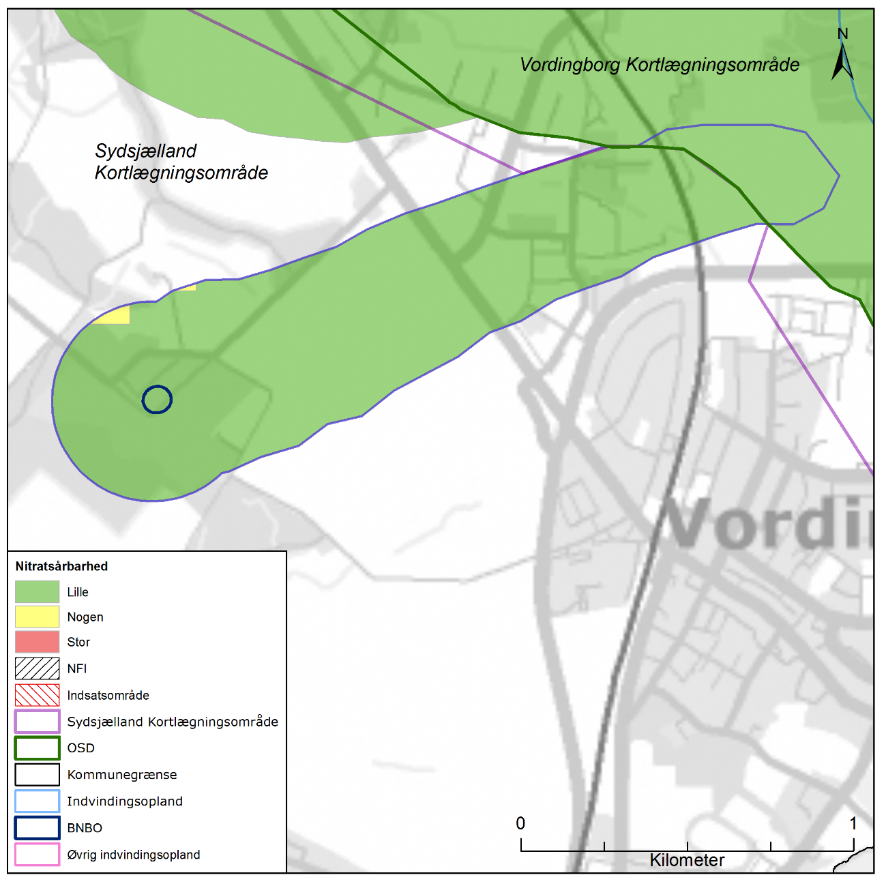 N
Vordingborg Kortlægningsområde
Sydsjælland
Kortlægningsområde
Vordin
Nitratsårbarhed
Lille
Nogen
Stor
NFI
Indsatsområde
Sydsjælland Kortlægningsområde
OSD
Kommunegrænse
Indvindingsopland
BNBO
Øvrig indvindingsopland
0 1
Kilometer